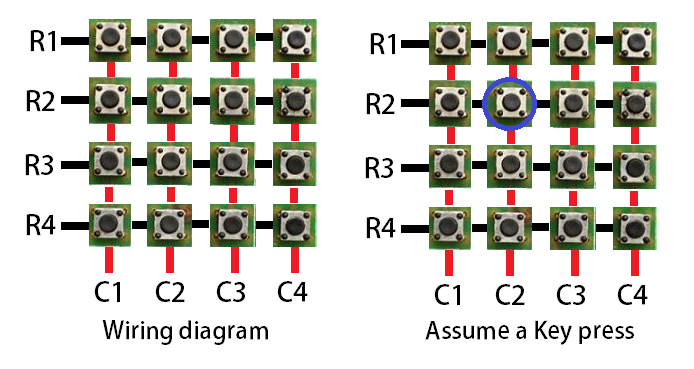 R1
R2
R3
R4
C1 C2 C3 C4
Wiring diagram
R1
R2
R3
R4
C1 C2 C3 C4
Assume a Key press